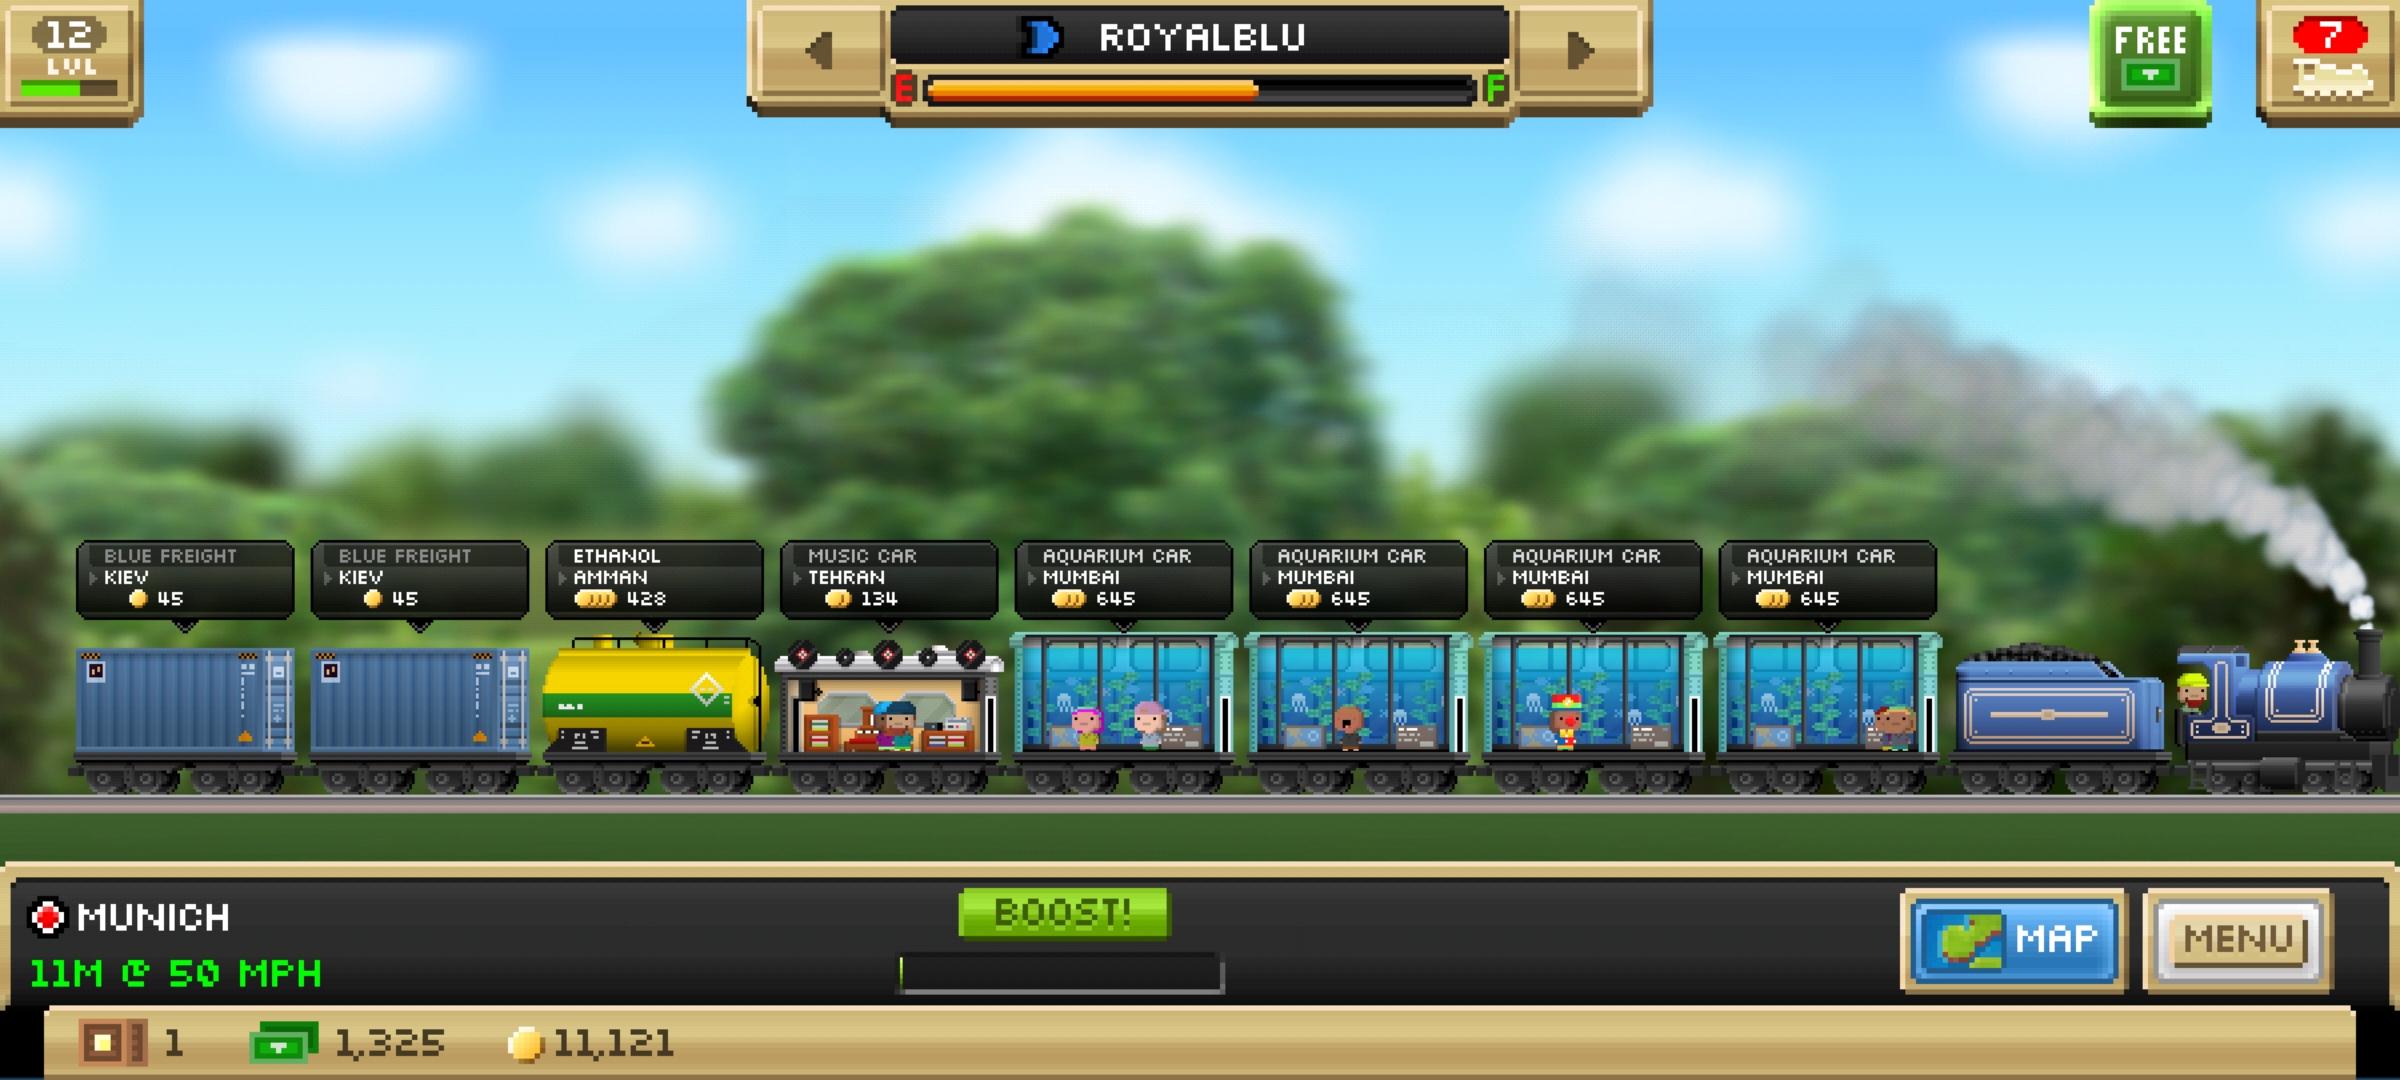 12
LVL
ROYALBLU
E
F
FREE
7
BLUE FREIGHT
KIEV
45
BLUE FREIGHT
KIEV
45
ETHANOL
AMMAN
428
MUSIC CAR
TEHRAN
134
AQUARIUM CAR
MUMBAI
645
AQUARIUM CAR
MUMBAI
645
AQUARIUM CAR
MUMBAI
645
AQUARIUM CAR
MUMBAI
645
MUNICH
11M @ 50 MPH
BOOST!
MAP
MENU
1
1,325
11,121